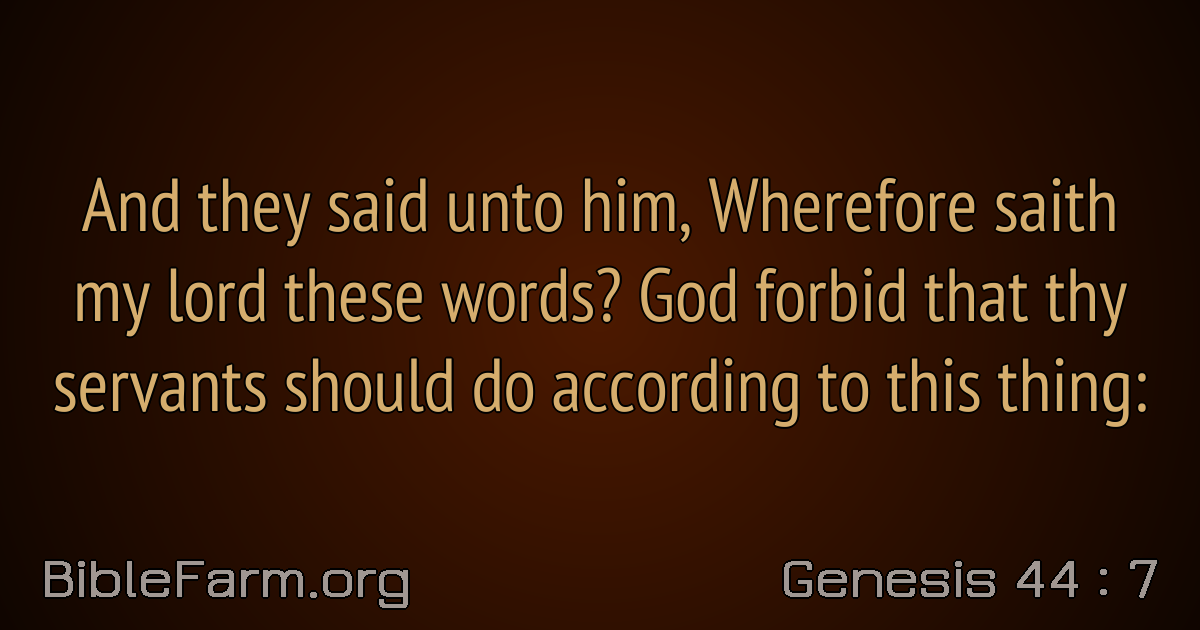 And they said unto him, Wherefore saith
my lord these words? God forbid that thy
servants should do according to this thing:
BibleFarm.org
Genesis 44 : 7